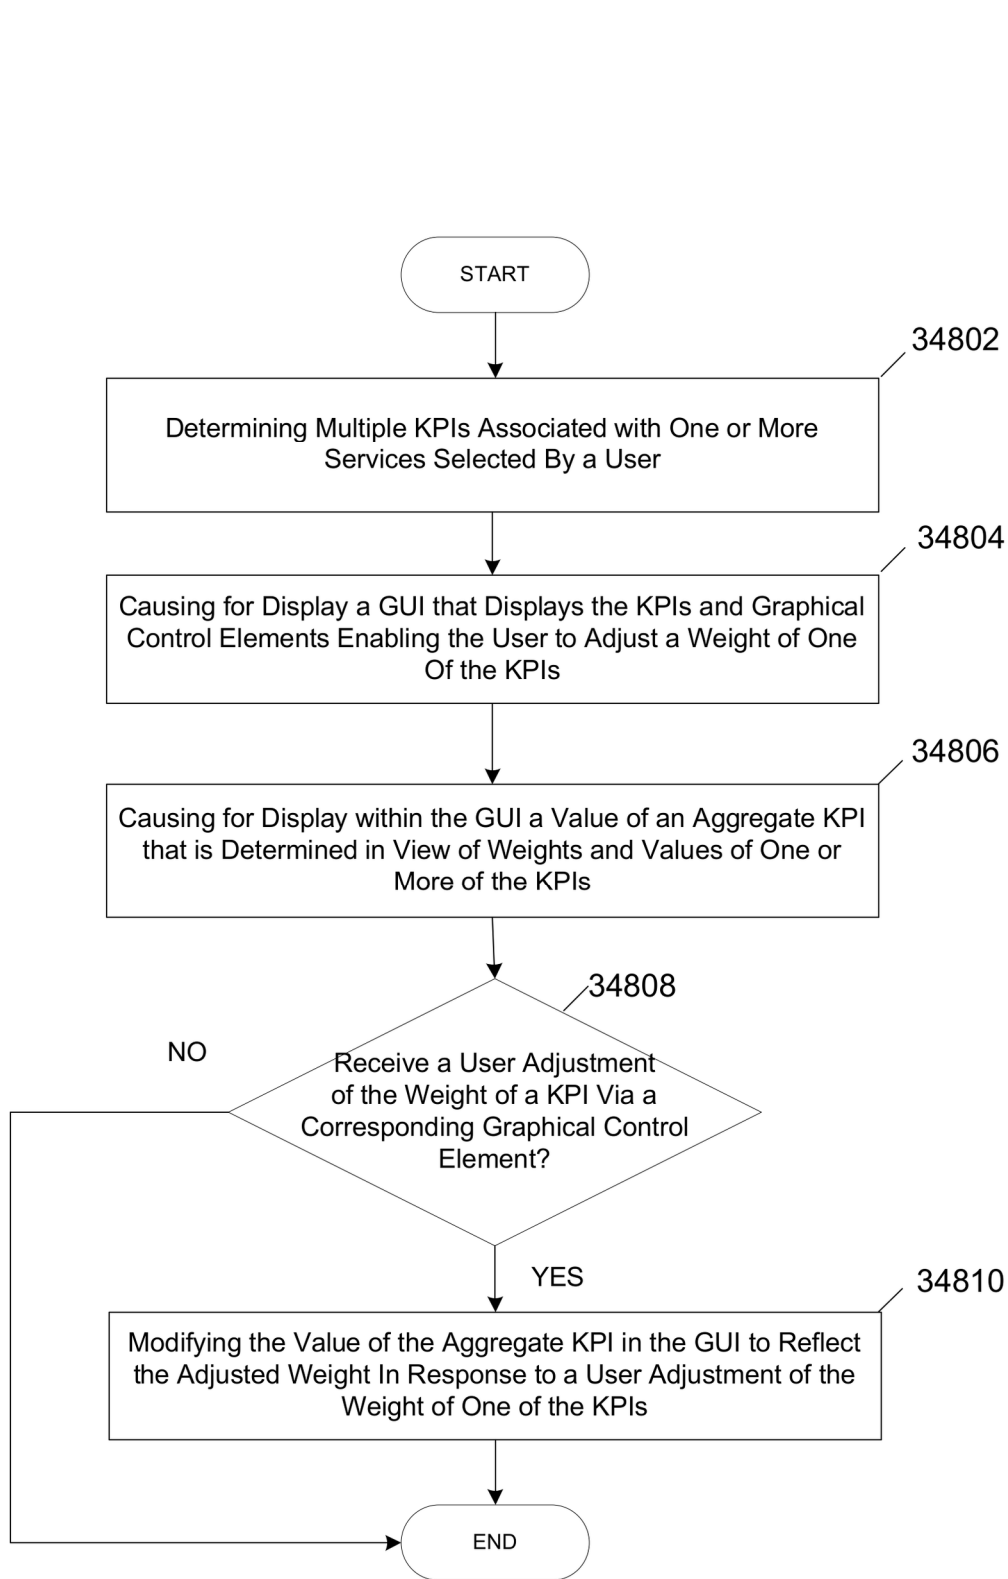 START
34802
Determining Multiple KPIs Associated with One or More
Services Selected By a User
34804
Causing for Display a GUI that Displays the KPIs and Graphical
Control Elements Enabling the User to Adjust a Weight of One
Of the KPIs
34806
Causing for Display within the GUI a Value of an Aggregate KPI
that is Determined in View of Weights and Values of One or
More of the KPIs
34808
NO
Receive a User Adjustment
of the Weight of a KPI Via a
Corresponding Graphical Control
Element?
YES
34810
Modifying the Value of the Aggregate KPI in the GUI to Reflect
the Adjusted Weight In Response to a User Adjustment of the
Weight of One of the KPIs
END